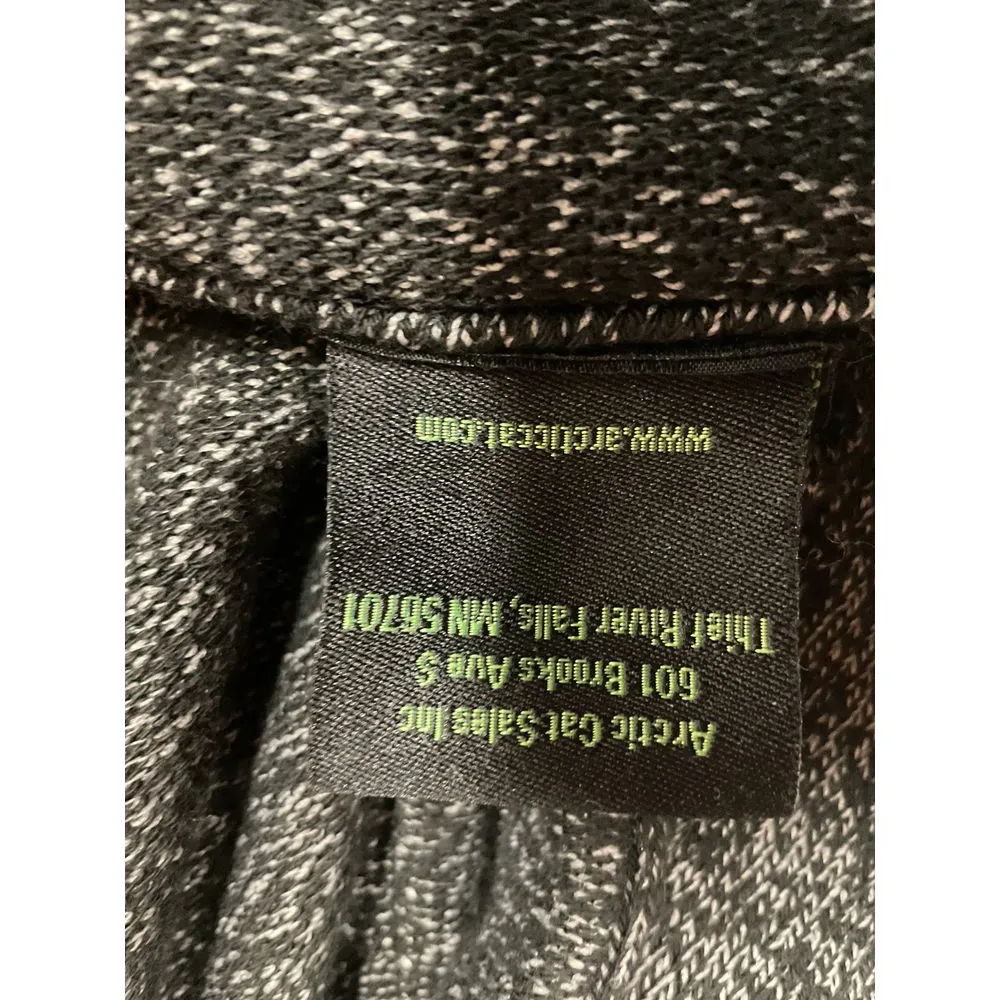 Arctic Cat Sales Inc
601 Brooks Ave S
Thief River Falls, MN 56701
www.arcticcat.com